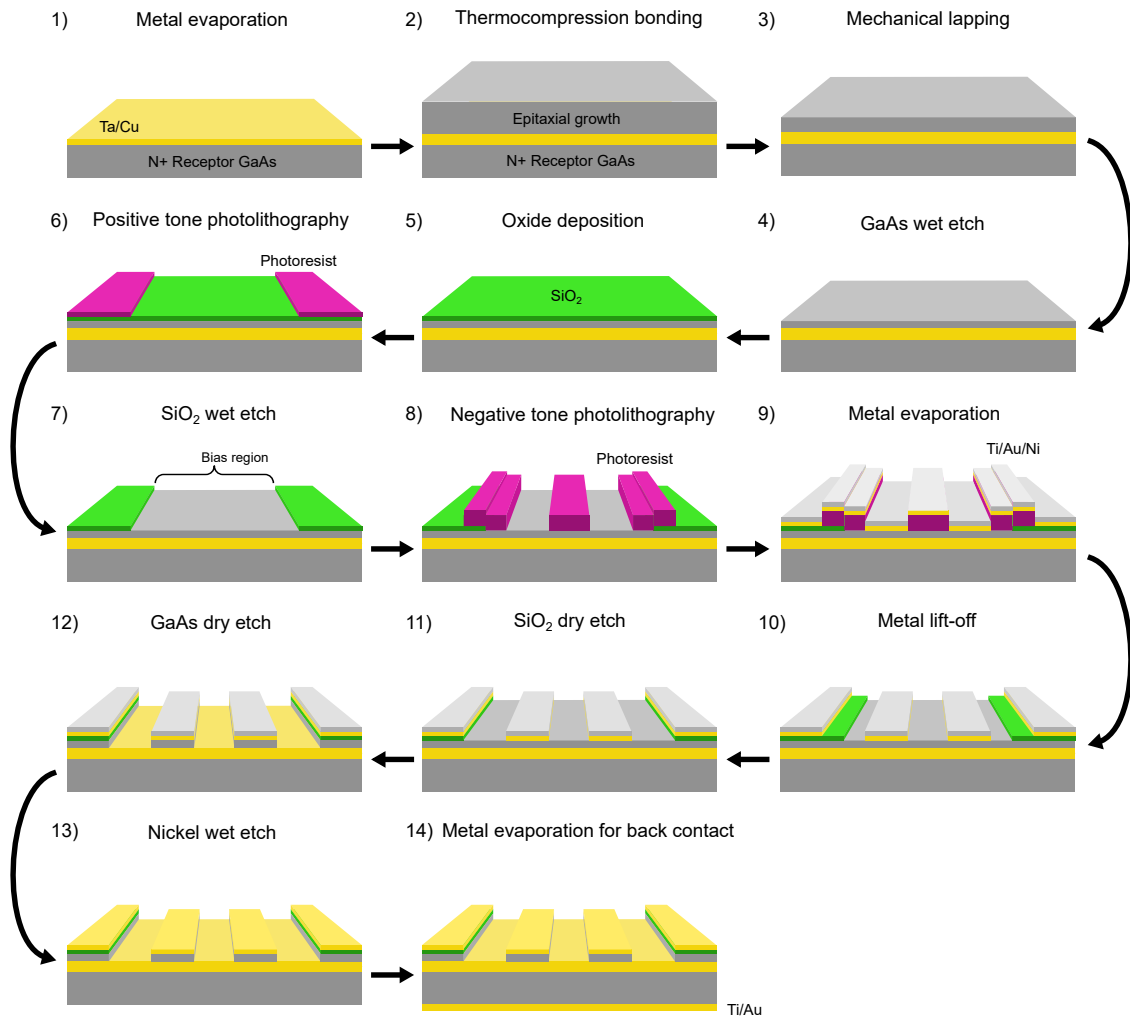 1) Metal evaporation
Ta/Cu
N+ Receptor GaAs
2) Thermocompression bonding
Epitaxial growth
N+ Receptor GaAs
3) Mechanical lapping
4) GaAs wet etch
5) Oxide deposition
SiO₂
6) Positive tone photolithography
Photoresist
7) SiO₂ wet etch
Bias region
8) Negative tone photolithography
Photoresist
9) Metal evaporation
Ti/Au/Ni
10) Metal lift-off
11) SiO₂ dry etch
12) GaAs dry etch
13) Nickel wet etch
14) Metal evaporation for back contact
Ti/Au